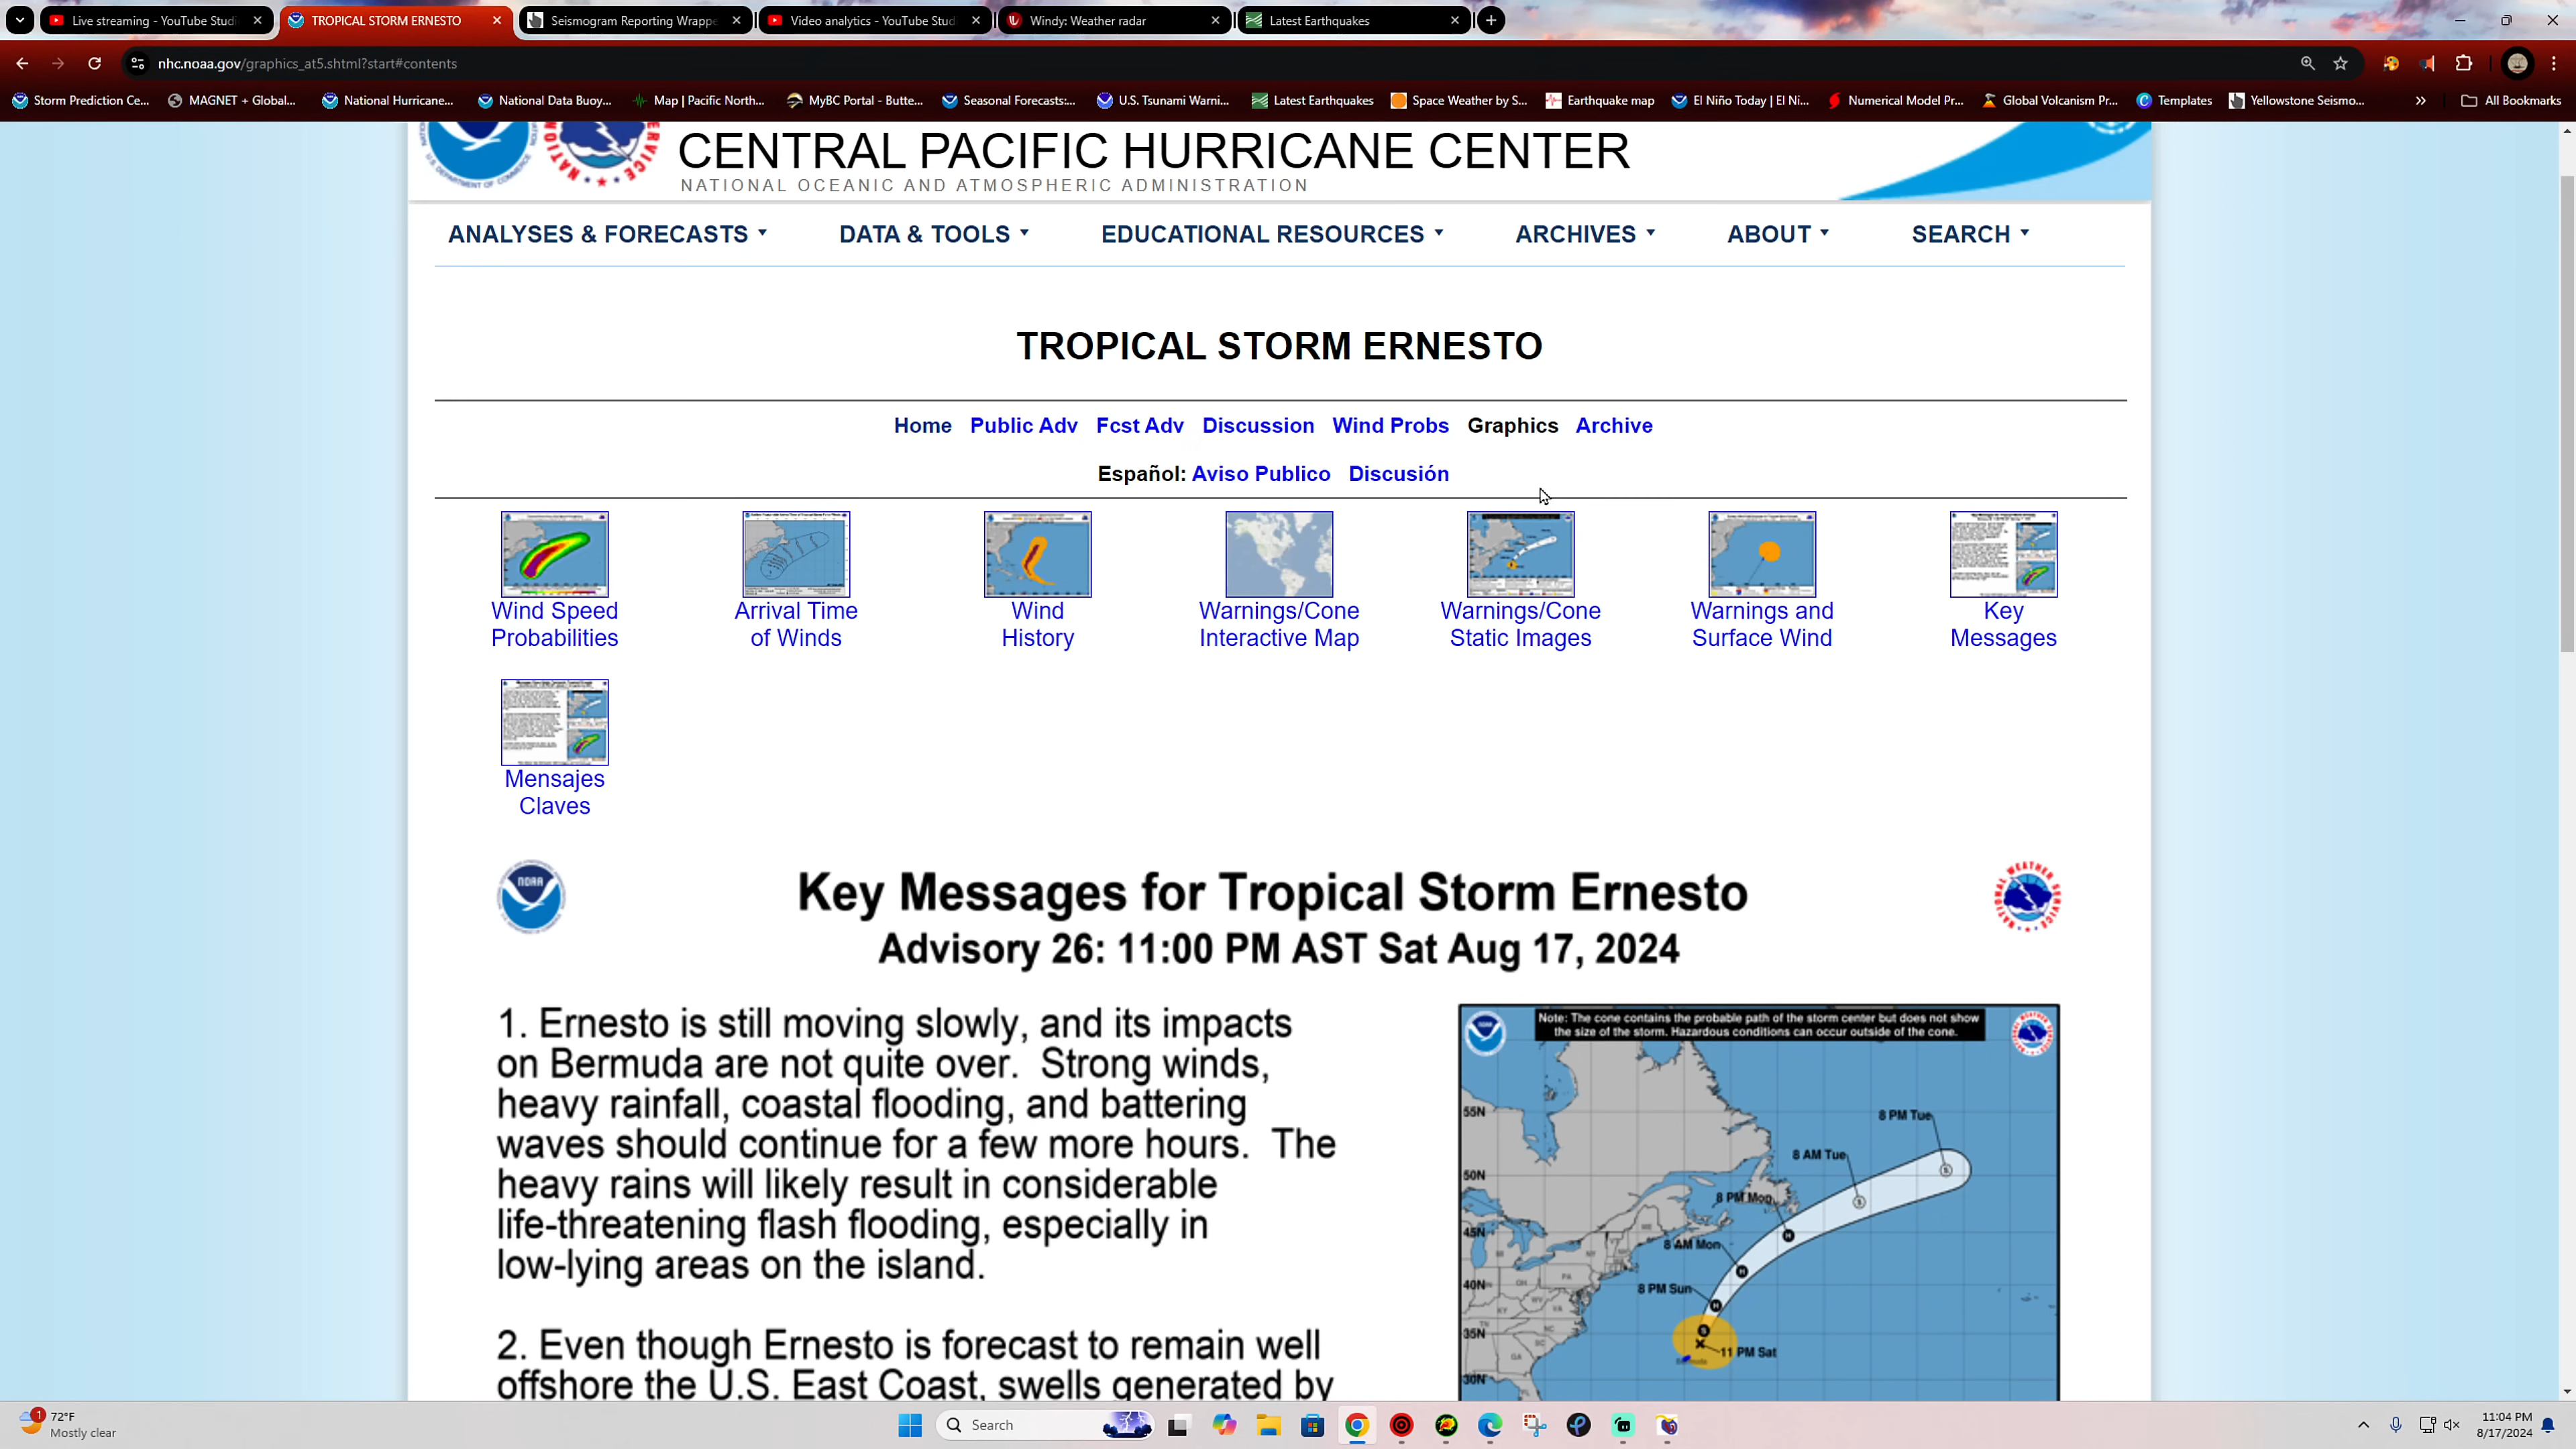 Live streaming - YouTube Studi
TROPICAL STORM ERNESTO
Seismogram Reporting Wrappe
Video analytics - YouTube Stud
Windy: Weather radar
Latest Earthquakes
nhc.noaa.gov/graphics_at5.shtml?start#contents
Storm Prediction Ce...
MAGNET + Global...
National Hurricane...
National Data Buoy...
Map | Pacific North...
MyBC Portal - Butte...
Seasonal Forecasts:...
U.S. Tsunami Warni...
Latest Earthquakes
Space Weather by S...
Earthquake map
El Niño Today | El Ni...
Numerical Model Pr...
Global Volcanism Pr...
Templates
Yellowstone Seismo...
All Bookmarks
CENTRAL PACIFIC HURRICANE CENTER
NATIONAL OCEANIC AND ATMOSPHERIC ADMINISTRATION
ANALYSES & FORECASTS
DATA & TOOLS
EDUCATIONAL RESOURCES
ARCHIVES
ABOUT
SEARCH
TROPICAL STORM ERNESTO
Home Public Adv Fcst Adv Discussion Wind Probs Graphics Archive
Español: Aviso Publico Discusión
Wind Speed
Probabilities
Arrival Time
of Winds
Wind
History
Warnings/Cone
Interactive Map
Warnings/Cone
Static Images
Warnings and
Surface Wind
Key
Messages
Mensajes
Claves
NOAA
Key Messages for Tropical Storm Ernesto
Advisory 26: 11:00 PM AST Sat Aug 17, 2024
1. Ernesto is still moving slowly, and its impacts
on Bermuda are not quite over. Strong winds,
heavy rainfall, coastal flooding, and battering
waves should continue for a few more hours. The
heavy rains will likely result in considerable
life-threatening flash flooding, especially in
low-lying areas on the island.
2. Even though Ernesto is forecast to remain well
offshore the U.S. East Coast, swells generated by
Note: The cone contains the probable path of the storm center but does not show
the size of the storm. Hazardous conditions can occur outside of the cone.
55N
8 PM Tue
8 AM Tue
50N
8 PM Mon
45N
8 AM Mon
40N
8 PM Sun
35N
11 PM Sat
30N
72°F
Mostly clear
Search
11:04 PM
8/17/2024